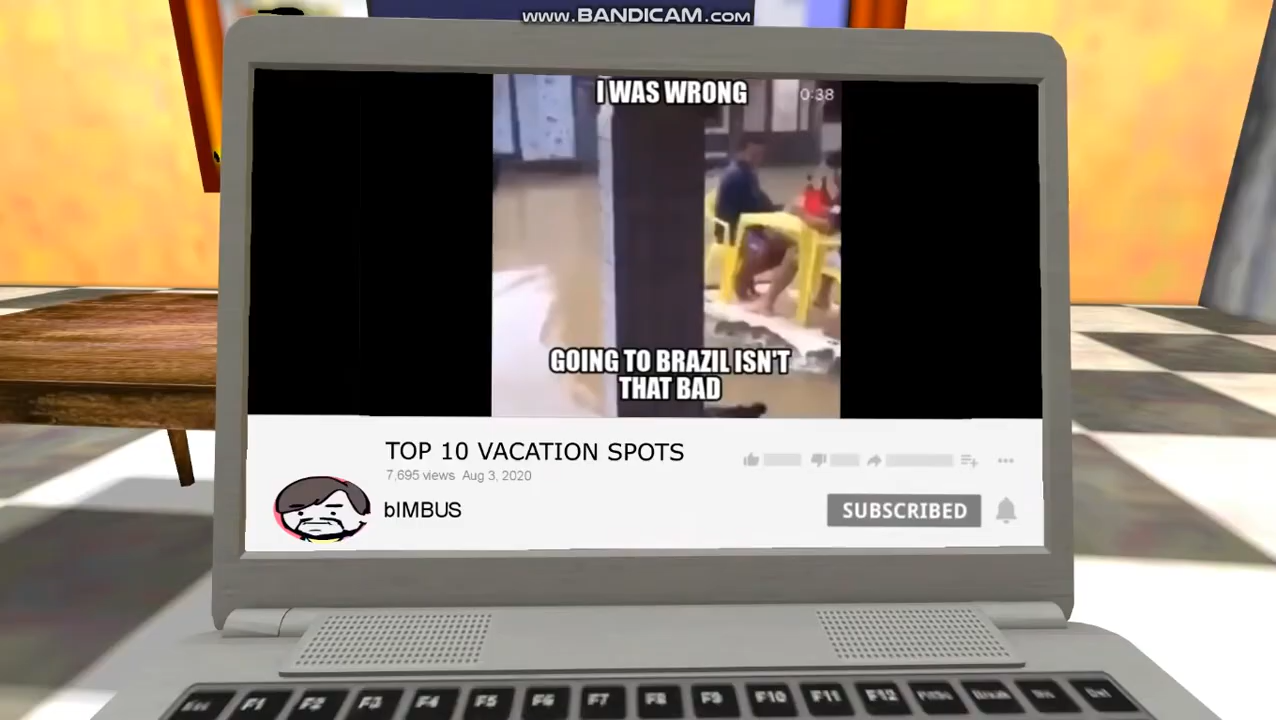 www.BANDICAM.com
I WAS WRONG
0:38
GOING TO BRAZIL ISN'T
THAT BAD
TOP 10 VACATION SPOTS
7,695 views Aug 3, 2020
bIMBUS
SUBSCRIBED
F1 F2 F3 F4 F5 F6 F7 F8 F9 F10 F11 F12